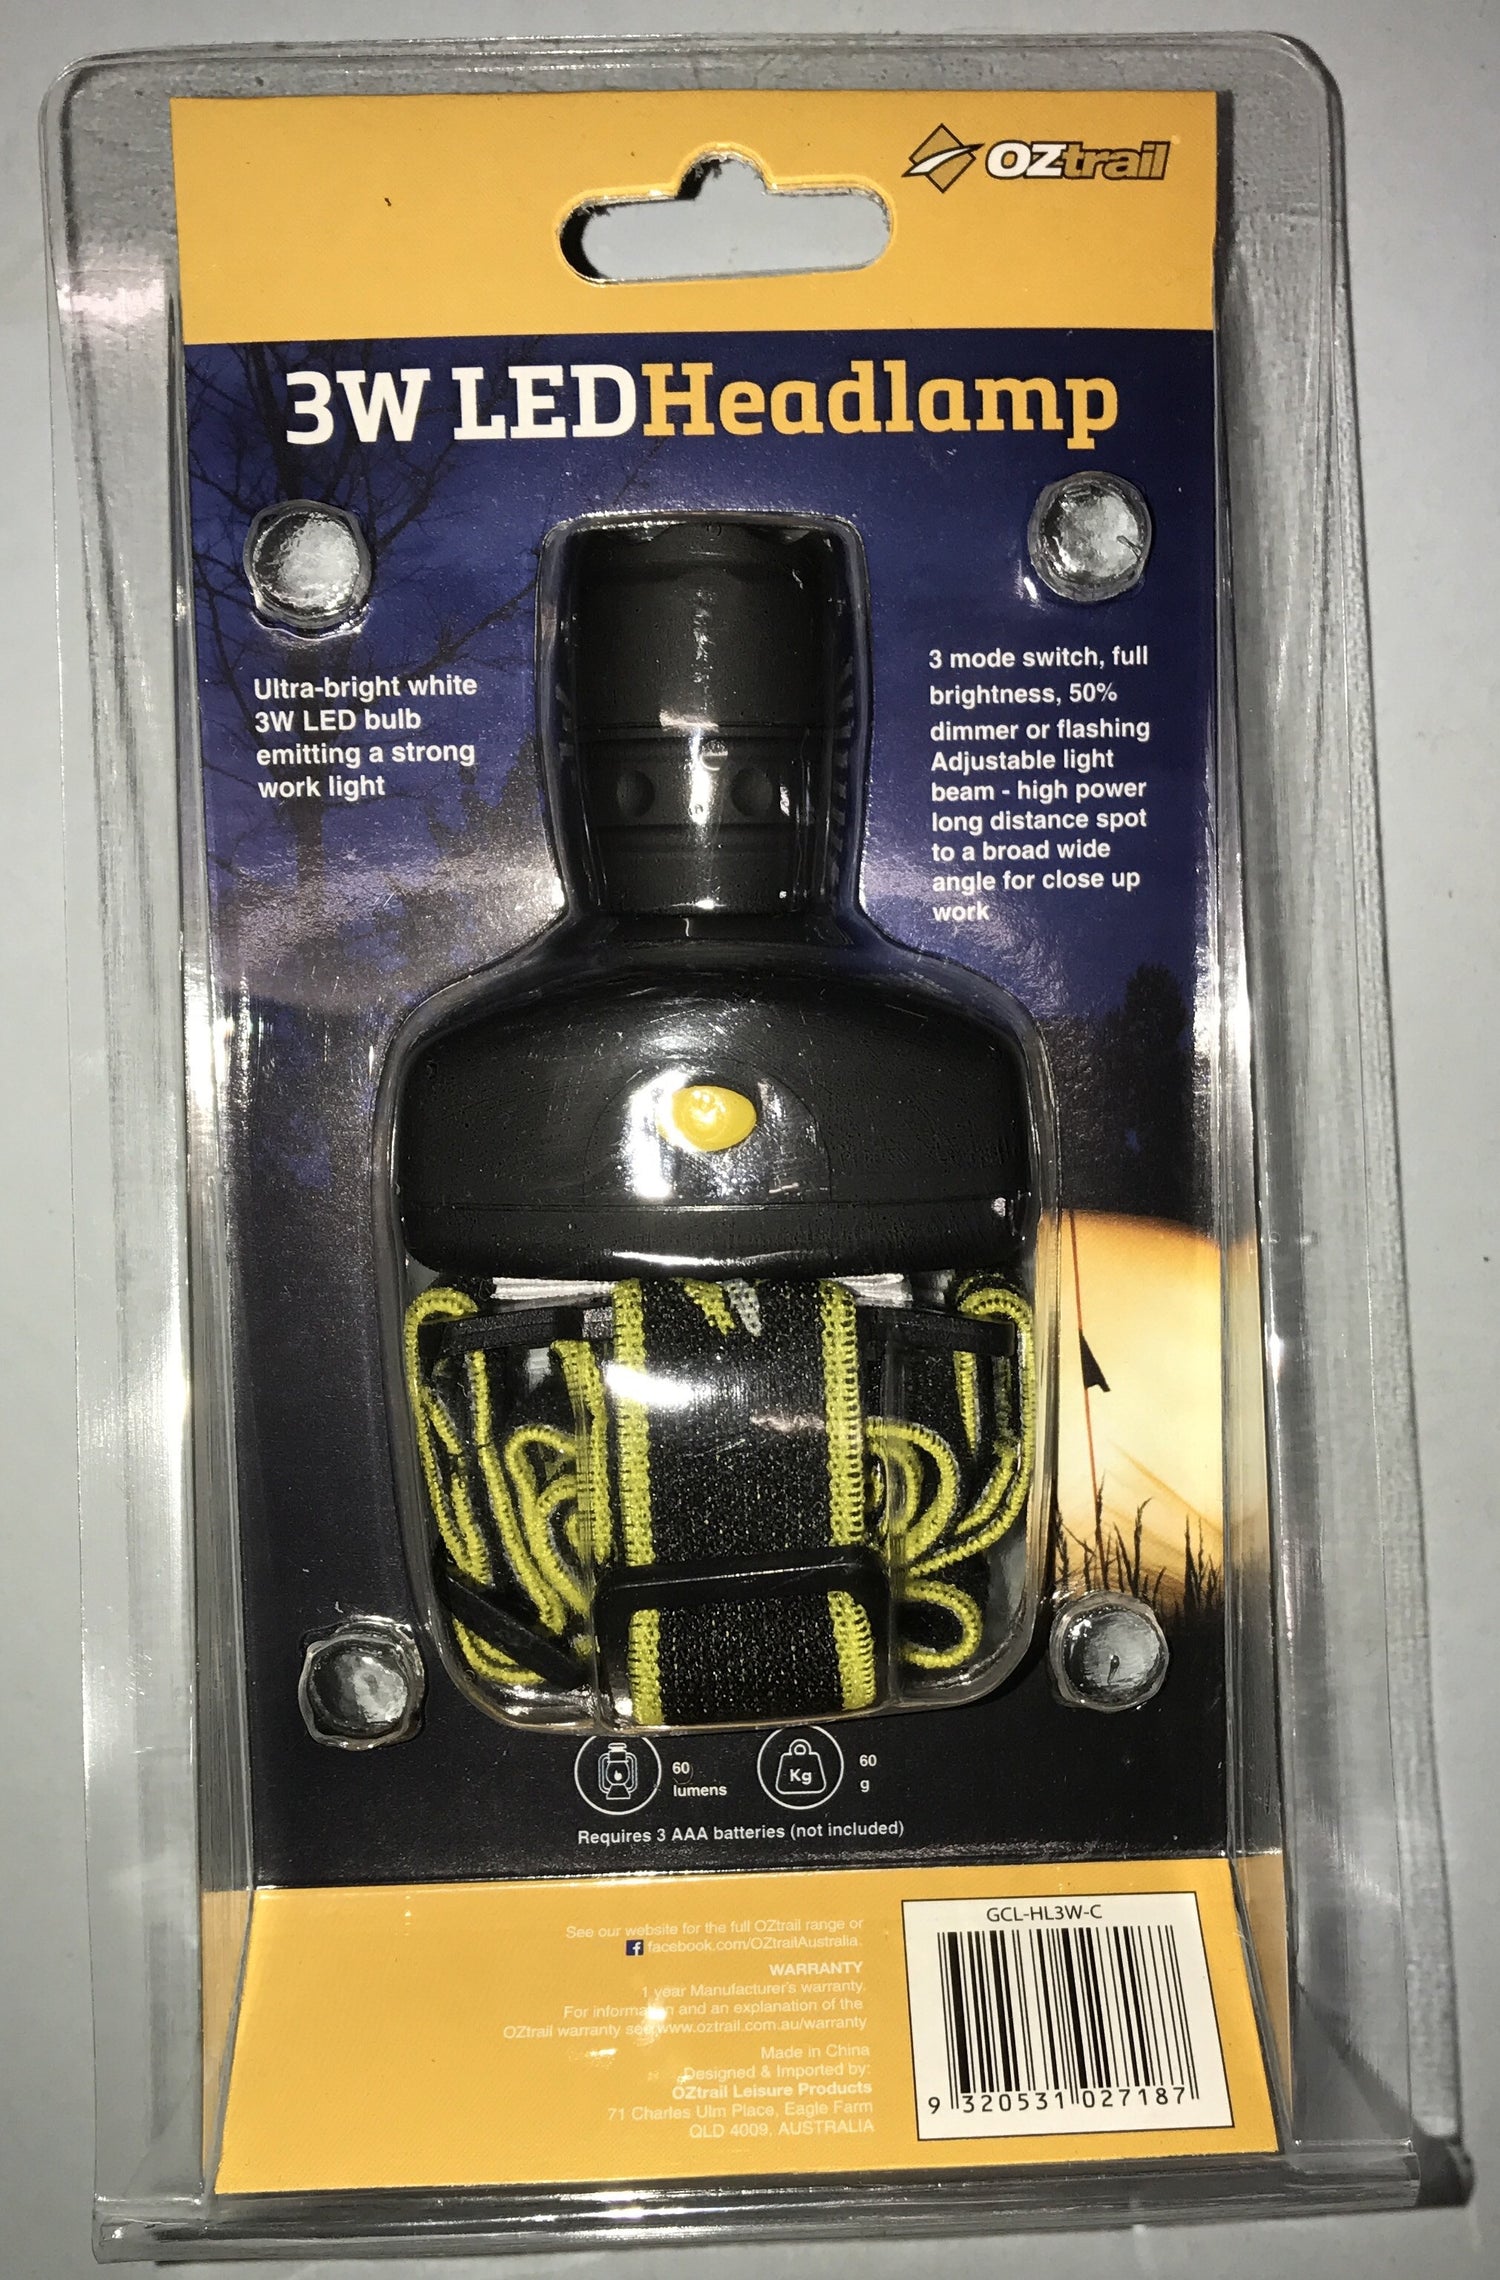 OZtrail
3W LEDHeadlamp
Ultra-bright white
3W LED bulb
emitting a strong
work light
3 mode switch, full
brightness, 50%
dimmer or flashing
Adjustable light
beam - high power
long distance spot
to a broad wide
angle for close up
work
60
lumens
Kg
60
g
Requires 3 AAA batteries (not included)
See our website for the full OZtrail range or
facebook.com/OZtrailAustralia.
WARRANTY
1 year Manufacturer's warranty.
For information and an explanation of the
OZtrail warranty see www.oztrail.com.au/warranty
Made in China
Designed & Imported by:
OZtrail Leisure Products
71 Charles Ulm Place, Eagle Farm
QLD 4009, AUSTRALIA
GCL-HL3W-C
9 320531 027187